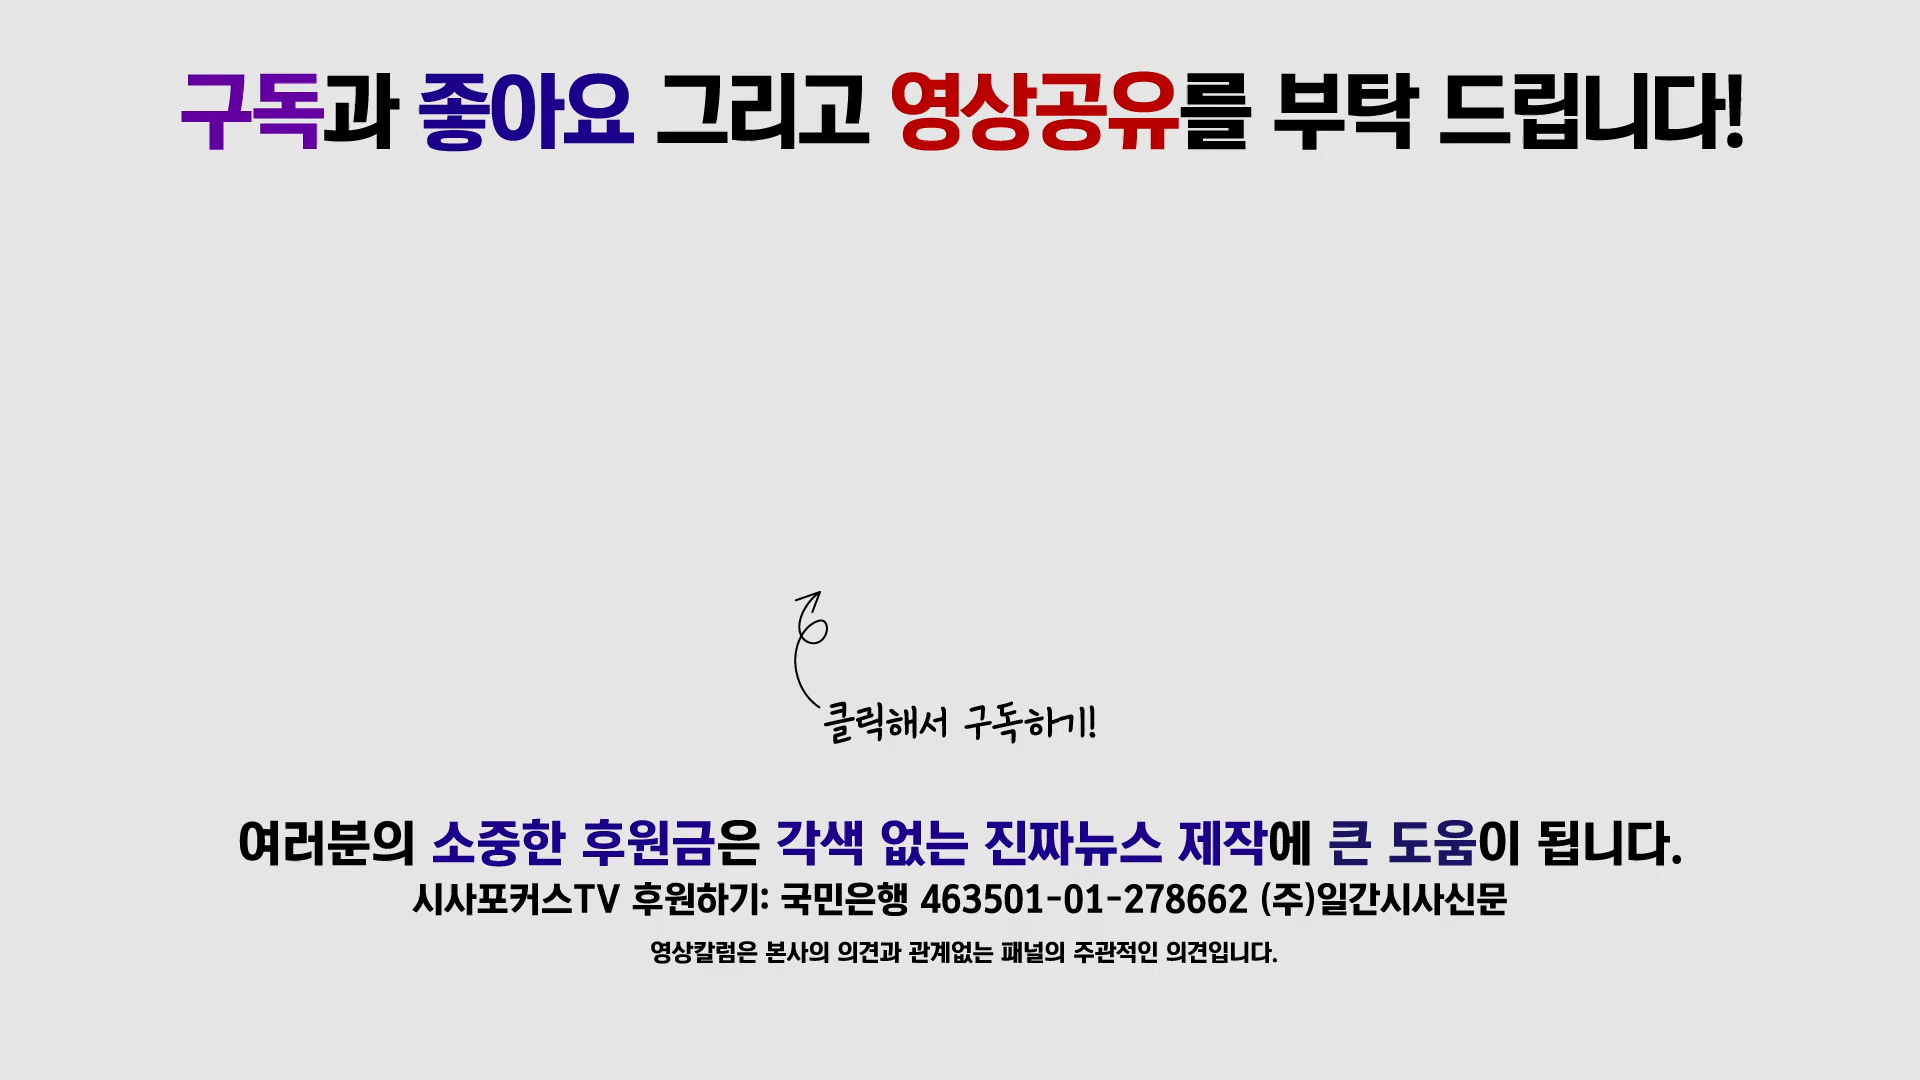 구독과 좋아요 그리고 영상공유를 부탁 드립니다!
클릭해서 구독하기!
여러분의 소중한 후원금은 각색 없는 진짜뉴스 제작에 큰 도움이 됩니다.
시사포커스TV 후원하기: 국민은행 463501-01-278662 (주)일간시사신문
영상칼럼은 본사의 의견과 관계없는 패널의 주관적인 의견입니다.